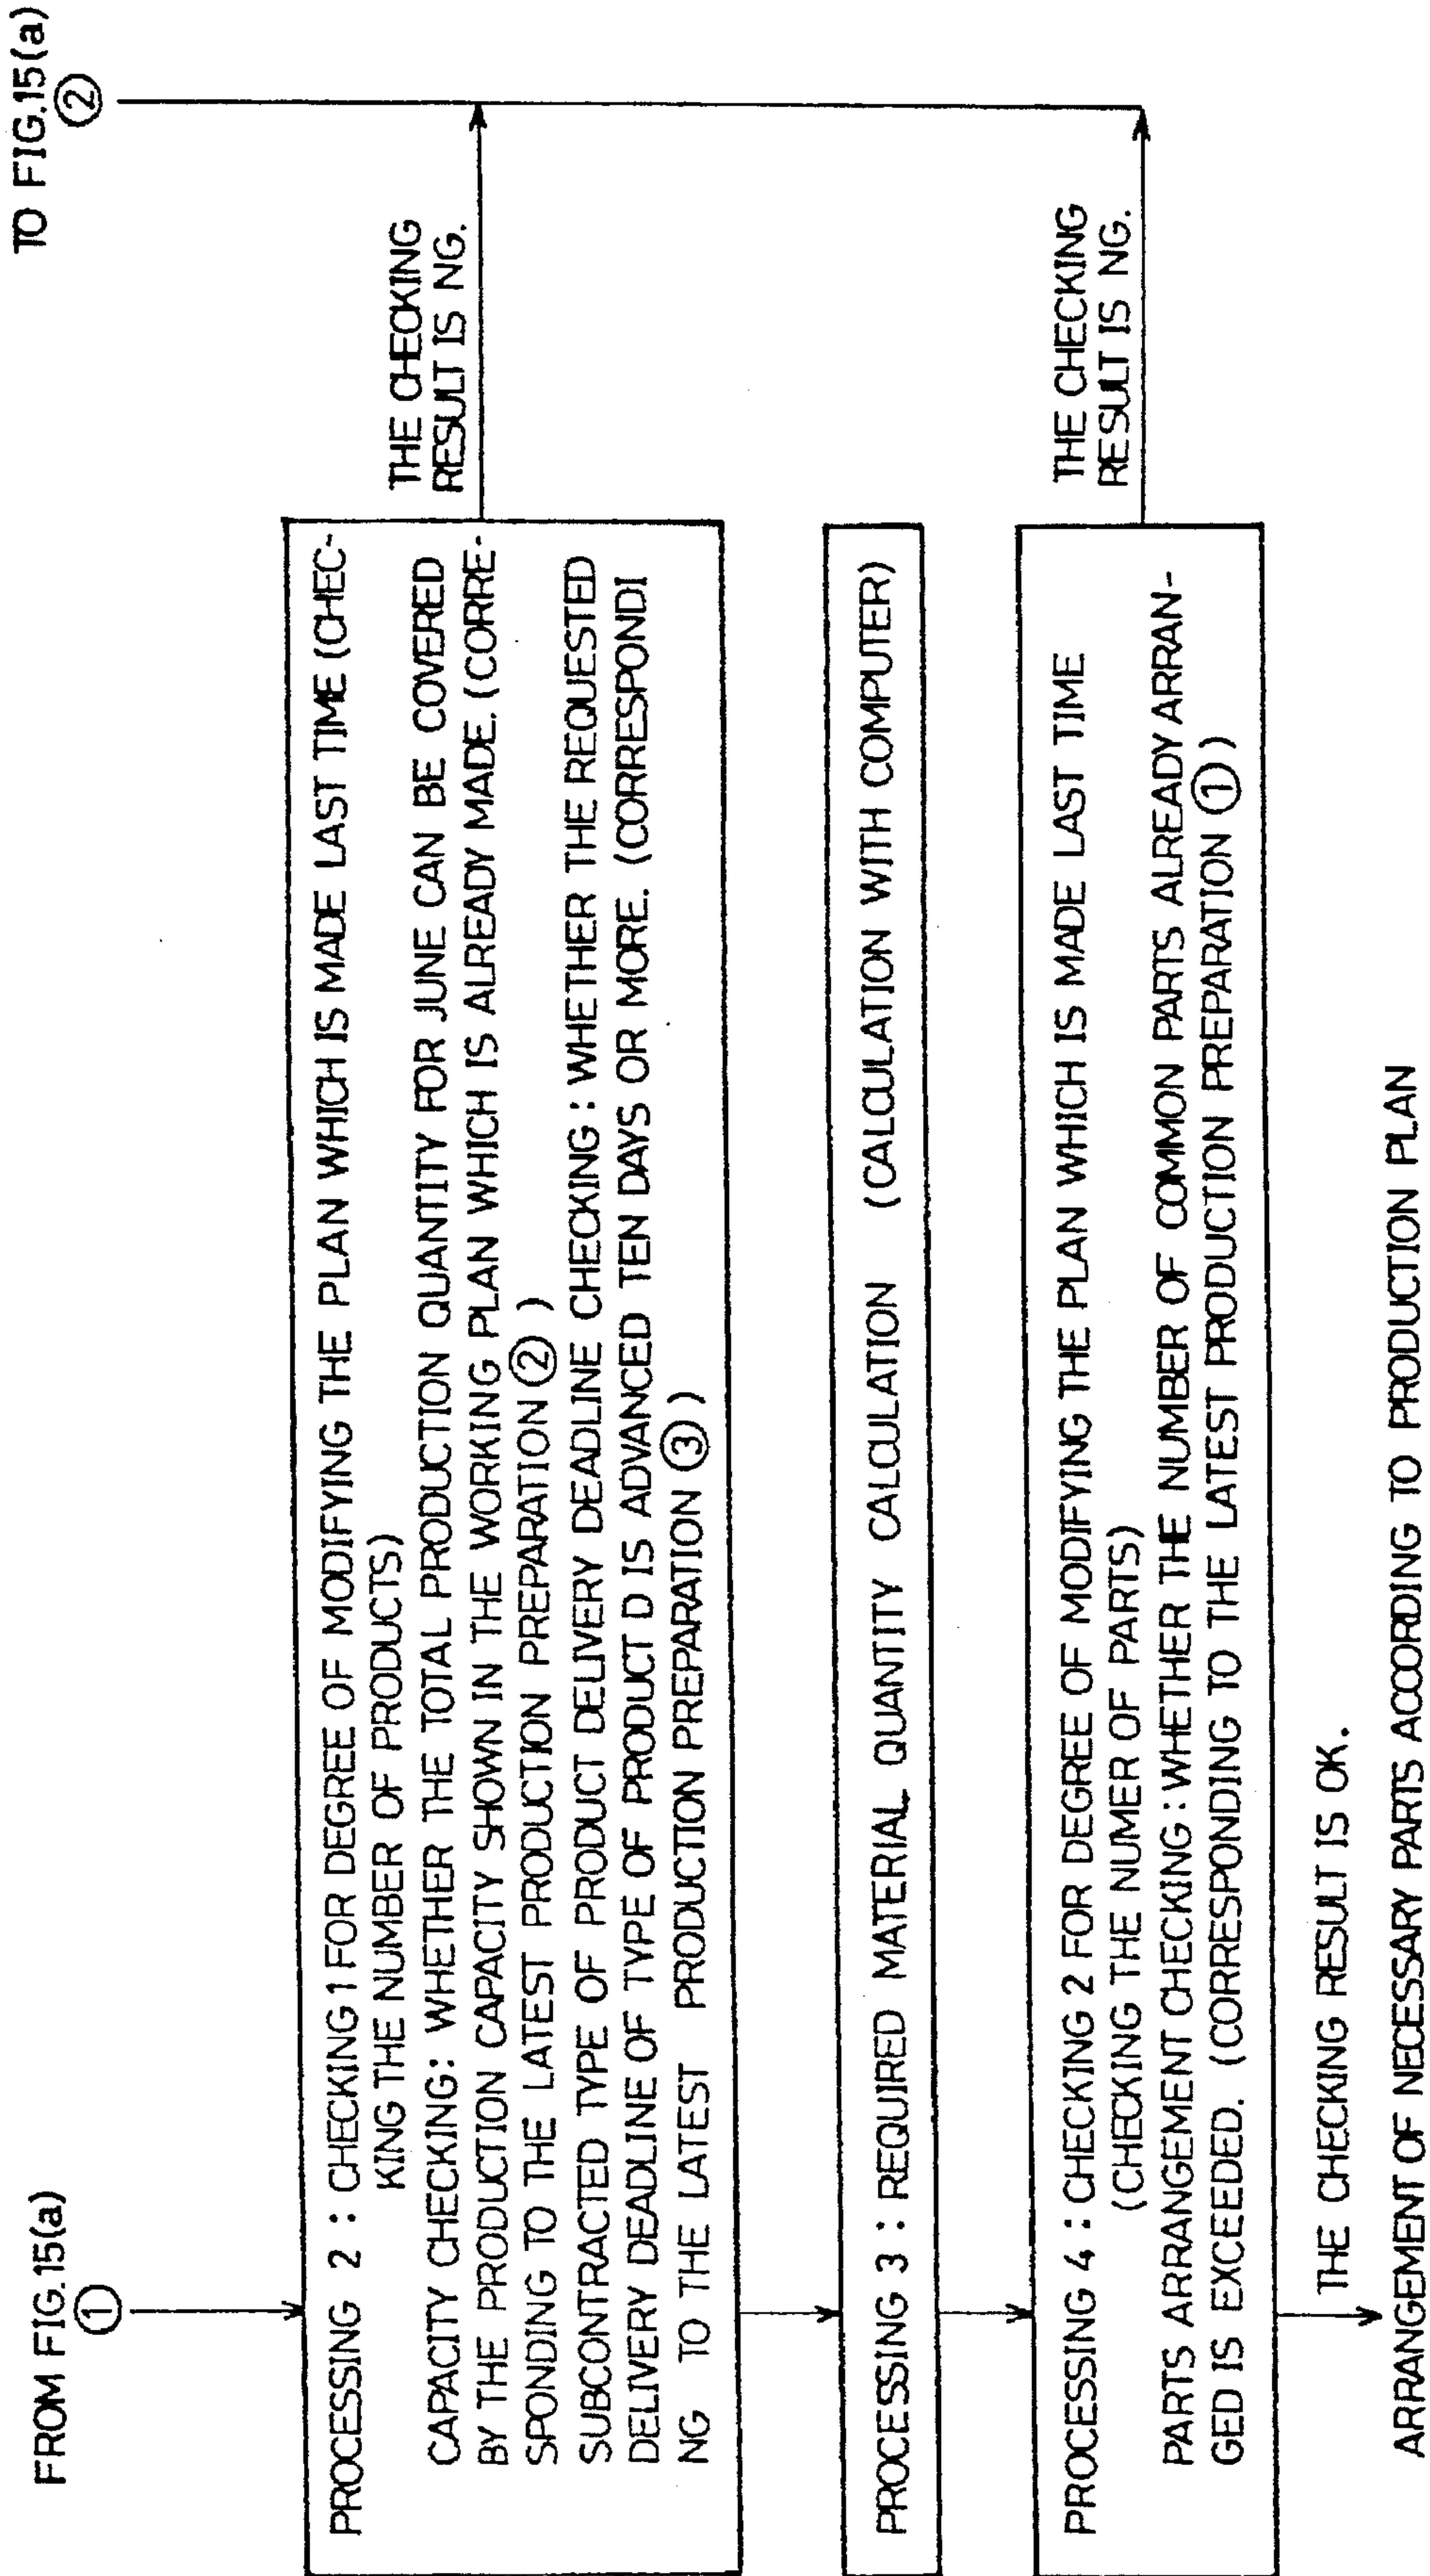 FROM FIG.15(a)
①
TO FIG.15(a)
②
PROCESSING 2 : CHECKING 1 FOR DEGREE OF MODIFYING THE PLAN WHICH IS MADE LAST TIME (CHEC-
KING THE NUMBER OF PRODUCTS)
CAPACITY CHECKING: WHETHER THE TOTAL PRODUCTION QUANTITY FOR JUNE CAN BE COVERED
BY THE PRODUCTION CAPACITY SHOWN IN THE WORKING PLAN WHICH IS ALREADY MADE. (CORRE-
SPONDING TO THE LATEST PRODUCTION PREPARATION ② )
SUBCONTRACTED TYPE OF PRODUCT DELIVERY DEADLINE CHECKING : WHETHER THE REQUESTED
DELIVERY DEADLINE OF TYPE OF PRODUCT D IS ADVANCED TEN DAYS OR MORE. (CORRESPONDI
NG TO THE LATEST PRODUCTION PREPARATION ③ )
THE CHECKING
RESULT IS NG.
PROCESSING 3 : REQUIRED MATERIAL QUANTITY CALCULATION (CALCULATION WITH COMPUTER)
PROCESSING 4 : CHECKING 2 FOR DEGREE OF MODIFYING THE PLAN WHICH IS MADE LAST TIME
(CHECKING THE NUMER OF PARTS)
PARTS ARRANGEMENT CHECKING : WHETHER THE NUMBER OF COMMON PARTS ALREADY ARRAN-
GED IS EXCEEDED. (CORRESPONDING TO THE LATEST PRODUCTION PREPARATION ① )
THE CHECKING
RESULT IS NG.
THE CHECKING RESULT IS OK.
ARRANGEMENT OF NECESSARY PARTS ACCORDING TO PRODUCTION PLAN